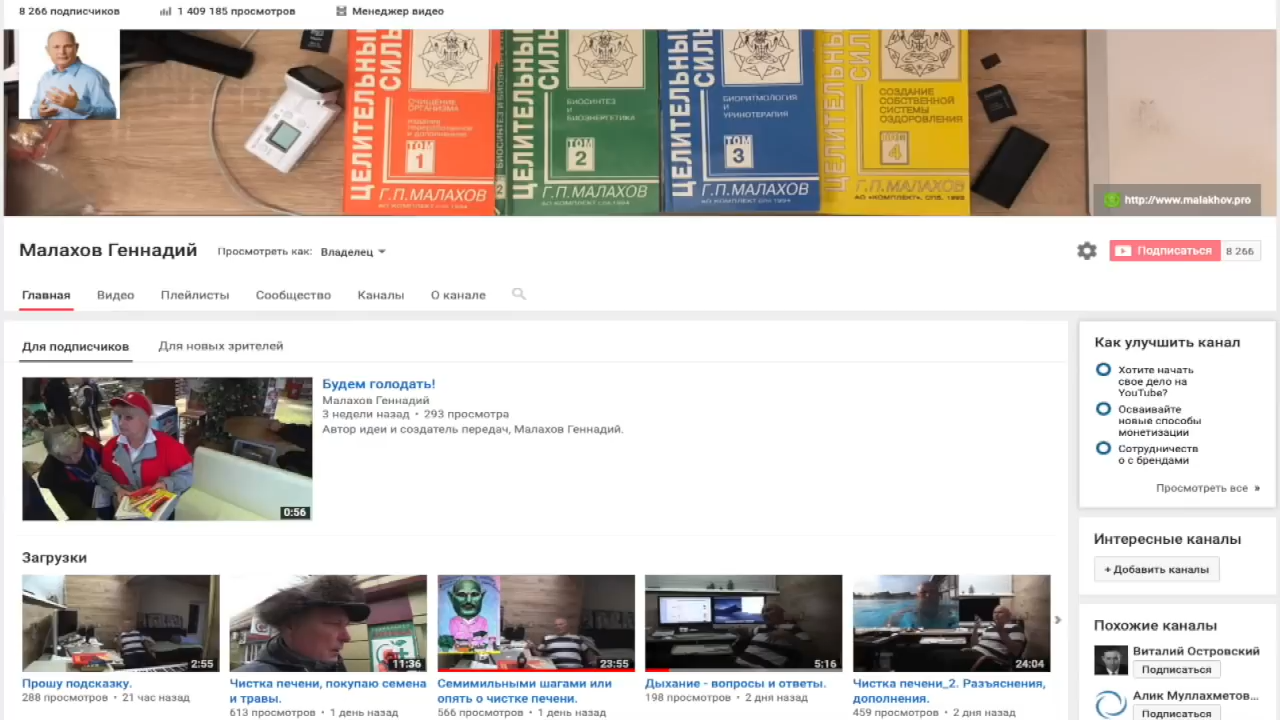 8 266 подписчиков
1 409 185 просмотров
Менеджер видео
ЦЕЛИТЕЛЬНЫЕ СИЛЫ
ОЧИЩЕНИЕ
ОРГАНИЗМА
ТОМ
1
Г.П.МАЛАХОВ
ЦЕЛИТЕЛЬНЫЕ СИЛЫ
БИОСИНТЕЗ
И
БИОЭНЕРГЕТИКА
ТОМ
2
Г.П.МАЛАХОВ
ЦЕЛИТЕЛЬНЫЕ СИЛЫ
БИОРИТМОЛОГИЯ
И
УРИНОТЕРАПИЯ
ТОМ
3
Г.П.МАЛАХОВ
ЦЕЛИТЕЛЬНЫЕ СИЛЫ
СОЗДАНИЕ
СОБСТВЕННОЙ
СИСТЕМЫ
ОЗДОРОВЛЕНИЯ
ТОМ
4
Г.П.МАЛАХОВ
http://www.malakhov.pro
Малахов Геннадий
Просмотреть как: Владелец
Подписаться 8 266
Главная Видео Плейлисты Сообщество Каналы О канале
Для подписчиков Для новых зрителей
Будем голодать!
Малахов Геннадий
3 недели назад • 293 просмотра
Автор идеи и создатель передач, Малахов Геннадий.
0:56
Как улучшить канал
Хотите начать
свое дело на
YouTube?
Осваивайте
новые способы
монетизации
Сотрудничеств
о с брендами
Просмотреть все »
Загрузки
2:55
Прошу подсказку.
288 просмотров • 21 час назад
11:36
Чистка печени, покупаю семена
и травы.
613 просмотров • 1 день назад
23:55
Семимильными шагами или
опять о чистке печени.
566 просмотров • 1 день назад
5:16
Дыхание - вопросы и ответы.
198 просмотров • 2 дня назад
24:04
Чистка печени_2. Разъяснения,
дополнения.
459 просмотров • 2 дня назад
Интересные каналы
+ Добавить каналы
Похожие каналы
Виталий Островский
Подписаться
Алик Муллахметов...
Подписаться